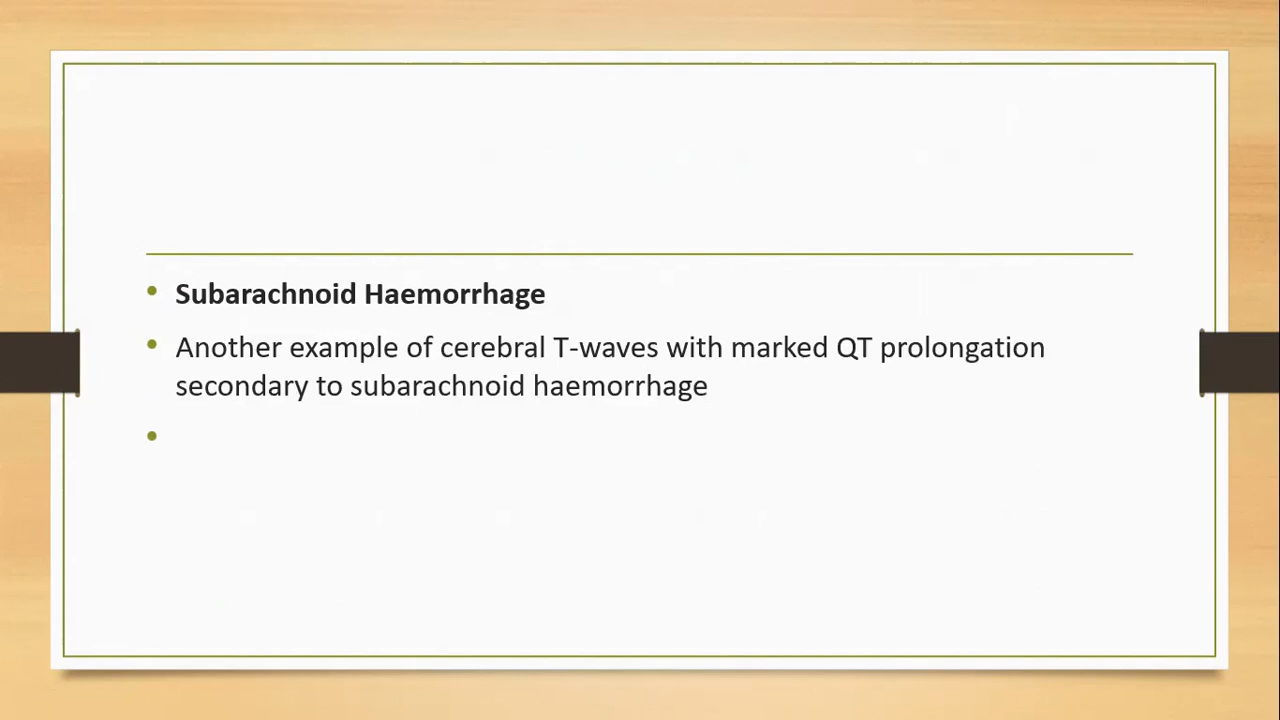 Subarachnoid Haemorrhage
Another example of cerebral T-waves with marked QT prolongation
secondary to subarachnoid haemorrhage